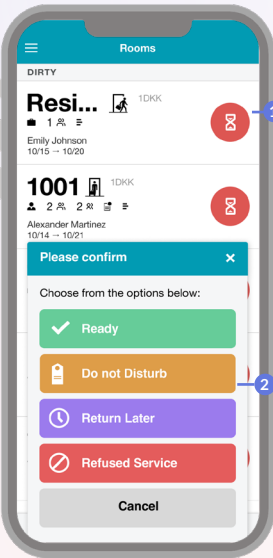 Rooms
DIRTY
Resi...
1DKK
1
Emily Johnson
10/15 → 10/20
1001
1DKK
2 2
Alexander Martinez
10/14 → 10/21
Please confirm
×
Choose from the options below:
Ready
Do not Disturb
2
Return Later
Refused Service
Cancel